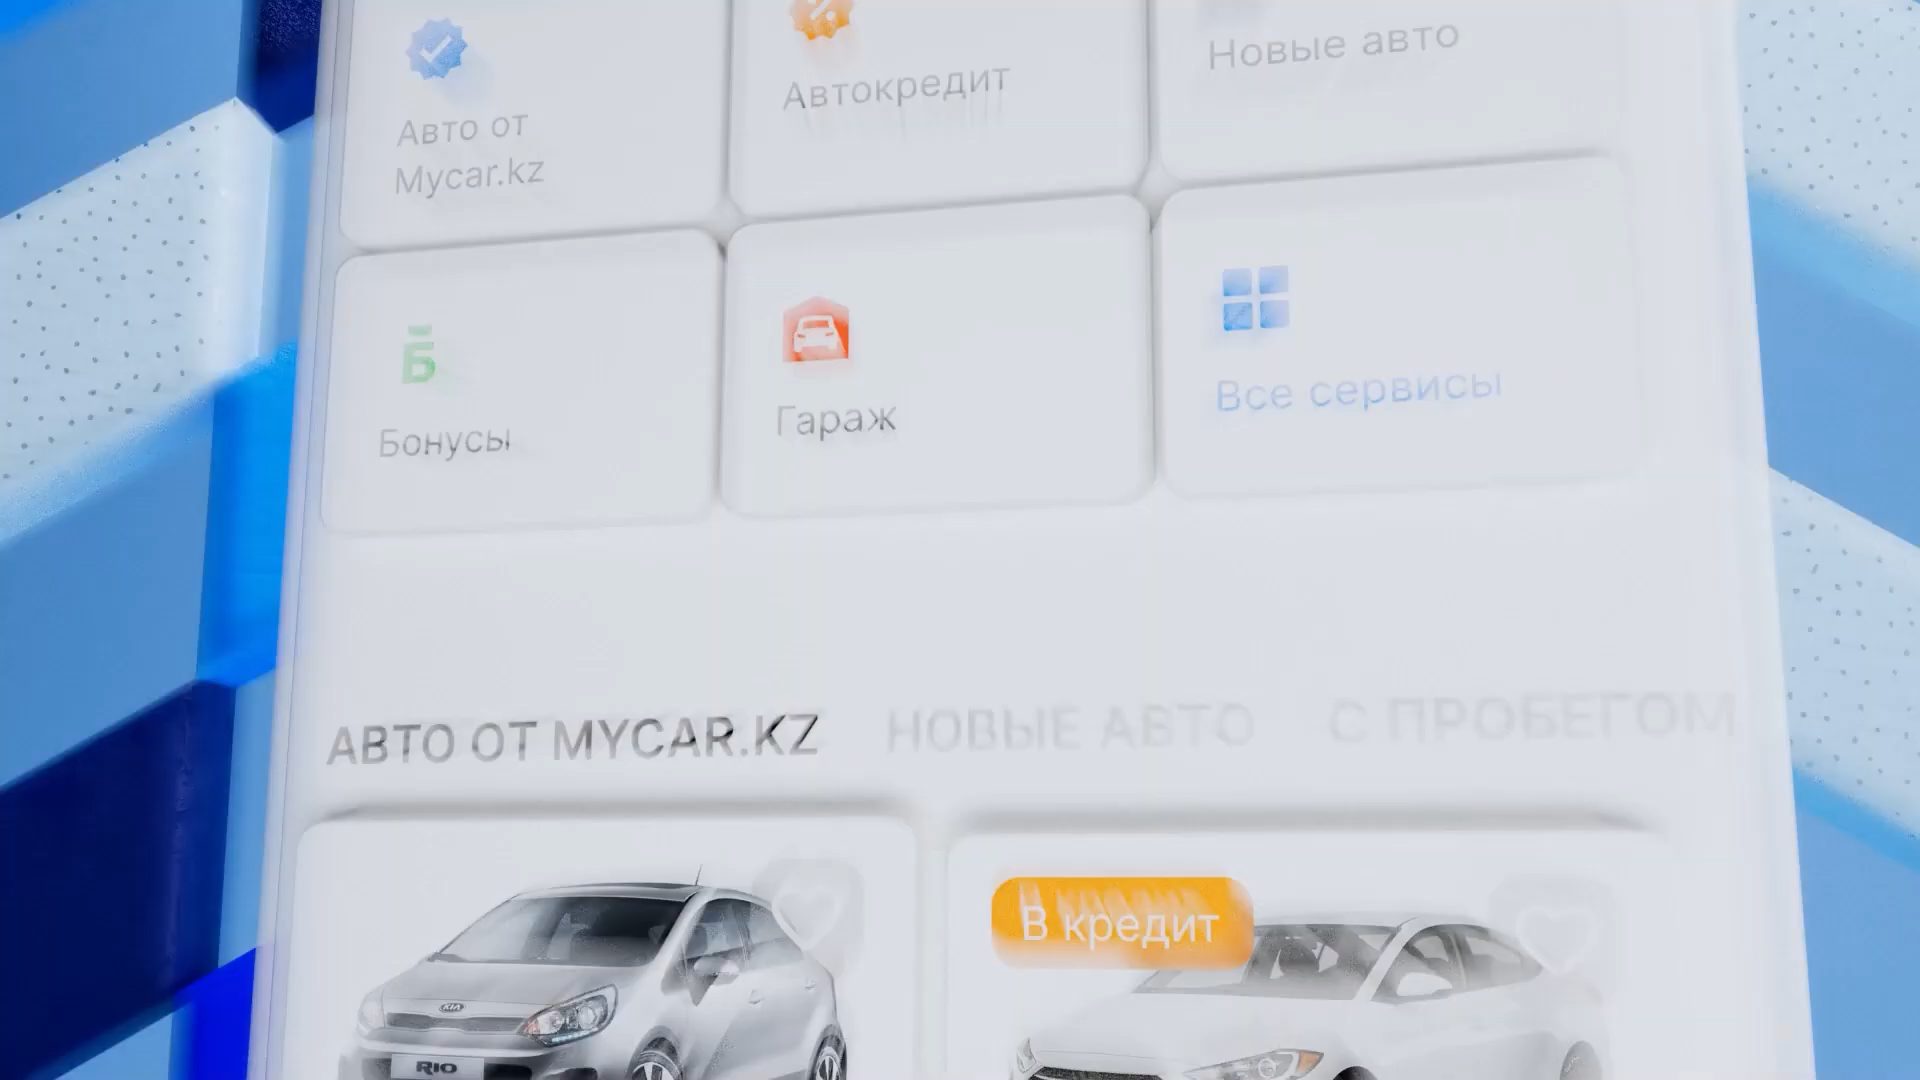 Авто от
Mycar.kz
Автокредит
Новые авто
Бонусы
Гараж
Все сервисы
АВТО ОТ MYCAR.KZ
НОВЫЕ АВТО
С ПРОБЕГОМ
В кредит
KIA
RIO